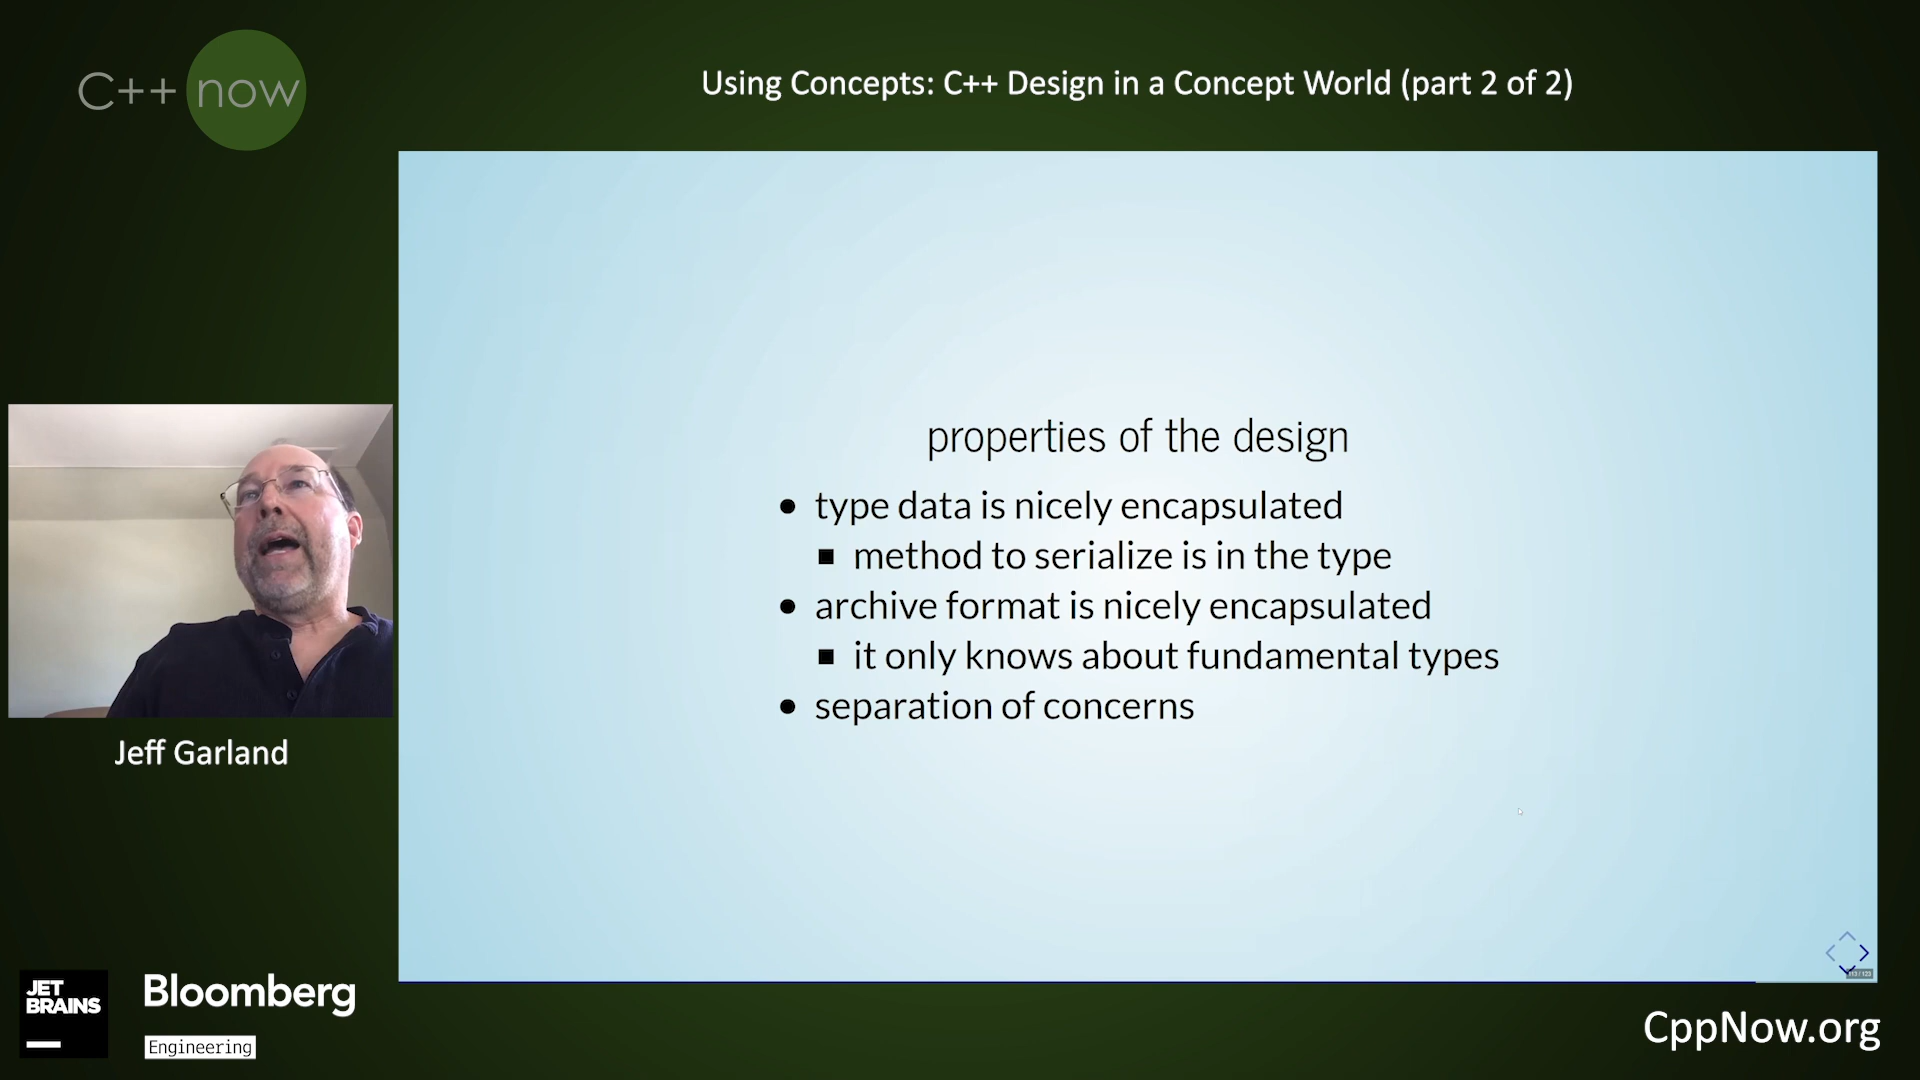 C++ now
Using Concepts: C++ Design in a Concept World (part 2 of 2)
properties of the design
type data is nicely encapsulated
method to serialize is in the type
archive format is nicely encapsulated
it only knows about fundamental types
separation of concerns
Jeff Garland
JET
BRAINS
Bloomberg
Engineering
CppNow.org